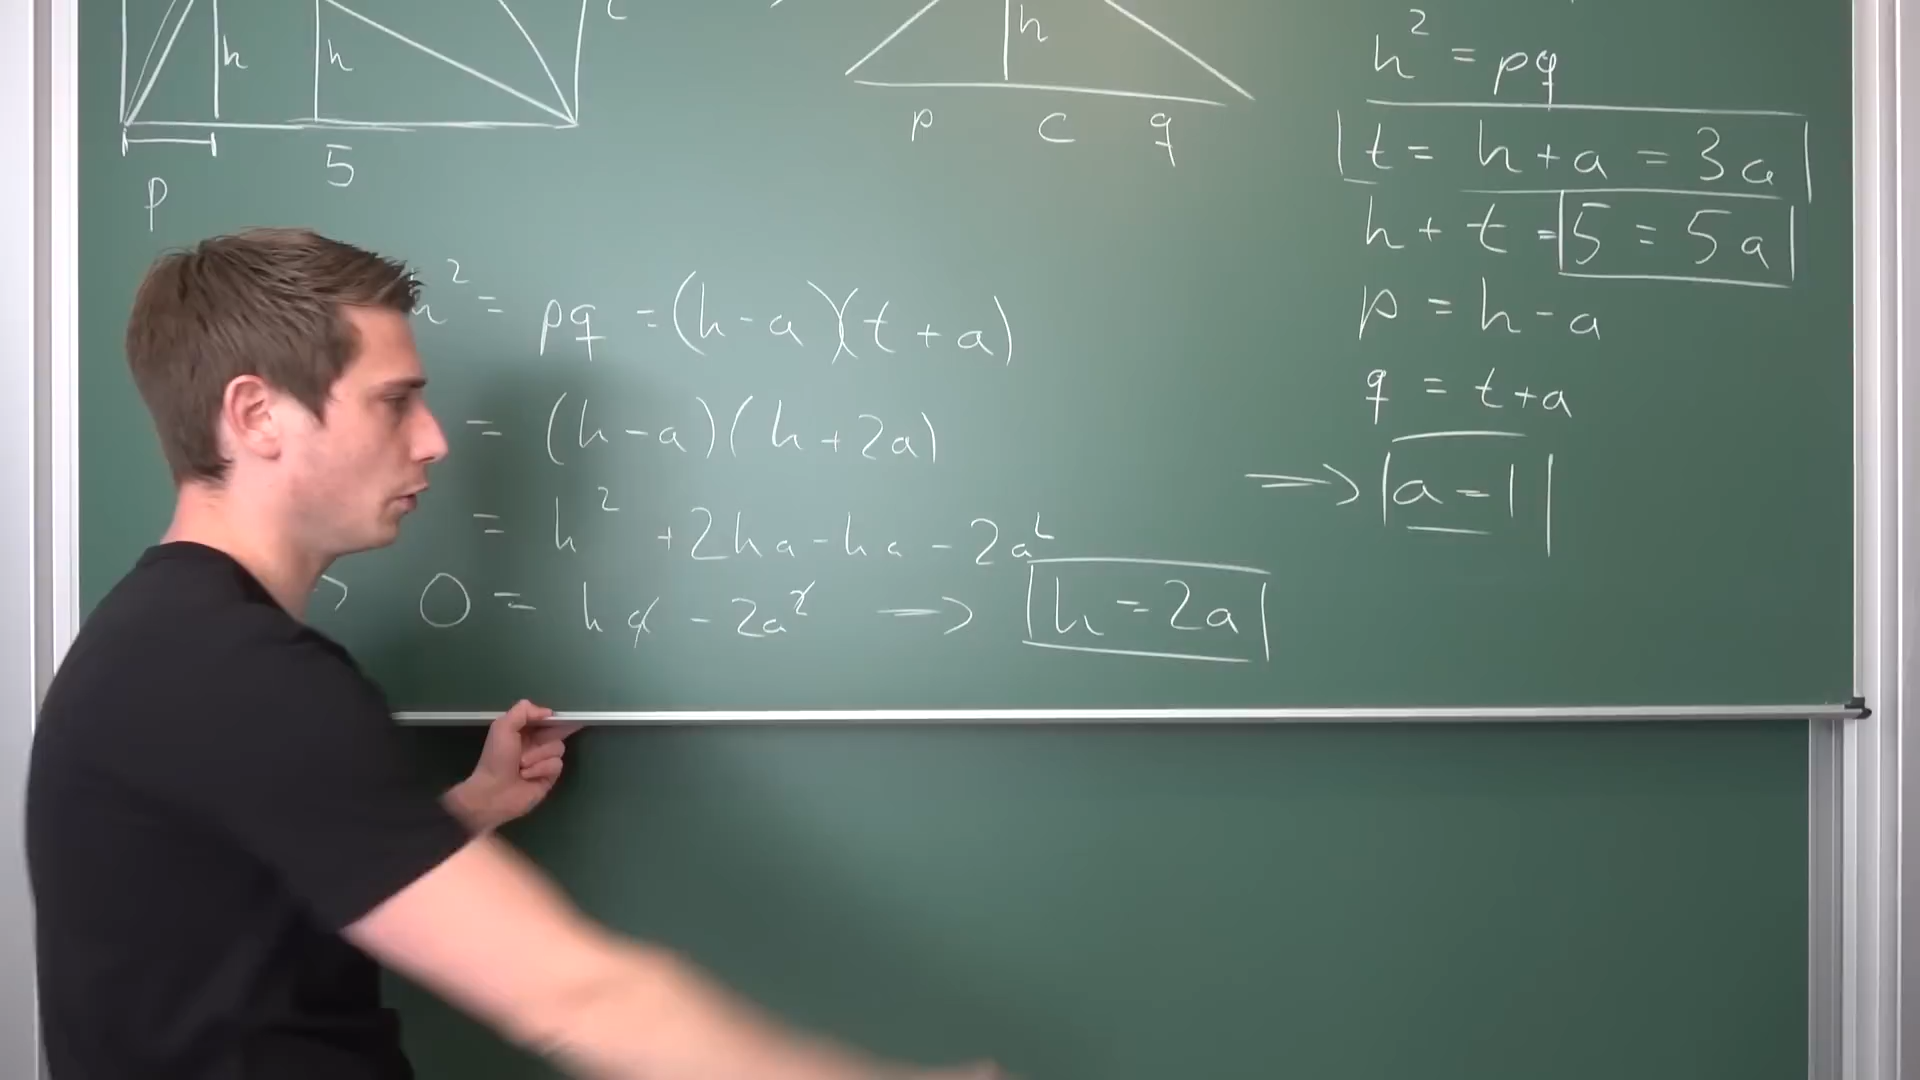 h
h
5
p
h
p c q
h² = pq
t = h + a = 3a
h + t = 5 = 5a
p = h - a
q = t + a
=> a = 1
h² = pq = (h - a)(t + a)
= (h - a)(h + 2a)
= h² + 2ha - ha - 2a²
0 = ha - 2a² => h = 2a